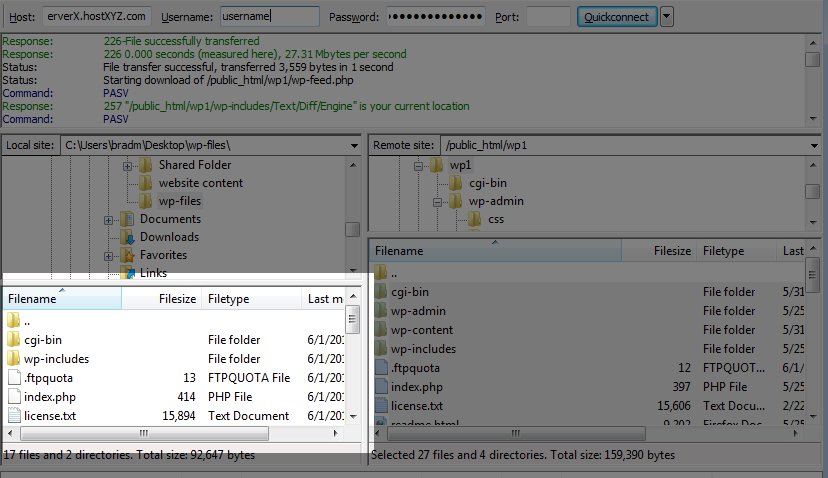 Host: erverX.hostXYZ.com Username: username Password: ●●●●●●●●●●●●●● Port: Quickconnect
Response: 226-File successfully transferred
Response: 226 0.000 seconds (measured here), 27.31 Mbytes per second
Status: File transfer successful, transferred 3,559 bytes in 1 second
Status: Starting download of /public_html/wp1/wp-feed.php
Command: PASV
Response: 257 "/public_html/wp1/wp-includes/Text/Diff/Engine" is your current location
Command: PASV
Local site: C:\Users\bradm\Desktop\wp-files\
Shared Folder
website content
wp-files
Documents
Downloads
Favorites
Links
Filename Filesize Filetype Last m
..
cgi-bin File folder 6/1/201
wp-includes File folder 6/1/201
.ftpquota 13 FTPQUOTA File 6/1/201
index.php 414 PHP File 6/1/201
license.txt 15,894 Text Document 6/1/201
17 files and 2 directories. Total size: 92,647 bytes
Remote site: /public_html/wp1
wp1
cgi-bin
wp-admin
css
Filename Filesize Filetype Last
..
cgi-bin File folder 5/31
wp-admin File folder 5/25
wp-content File folder 5/31
wp-includes File folder 5/25
.ftpquota 12 FTPQUOT... 6/1/
index.php 397 PHP File 5/25
license.txt 15,606 Text Docu... 2/22
readme.html 9,202 Firefox Doc...
Selected 27 files and 4 directories. Total size: 159,390 bytes